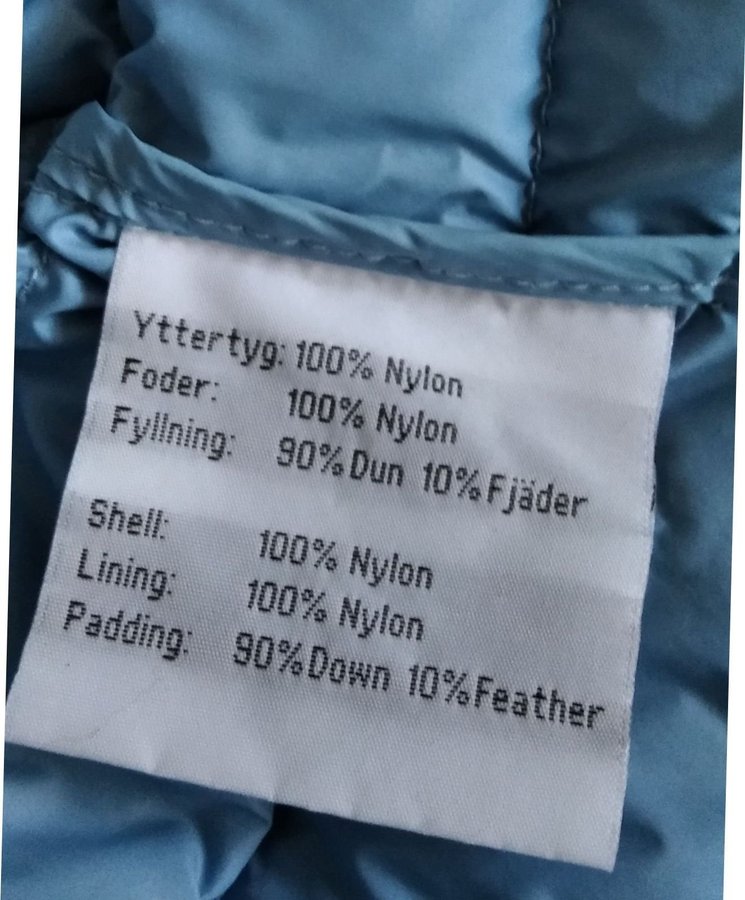 Yttertyg: 100% Nylon
Foder: 100% Nylon
Fyllning: 90% Dun 10% Fjäder
Shell: 100% Nylon
Lining: 100% Nylon
Padding: 90% Down 10% Feather